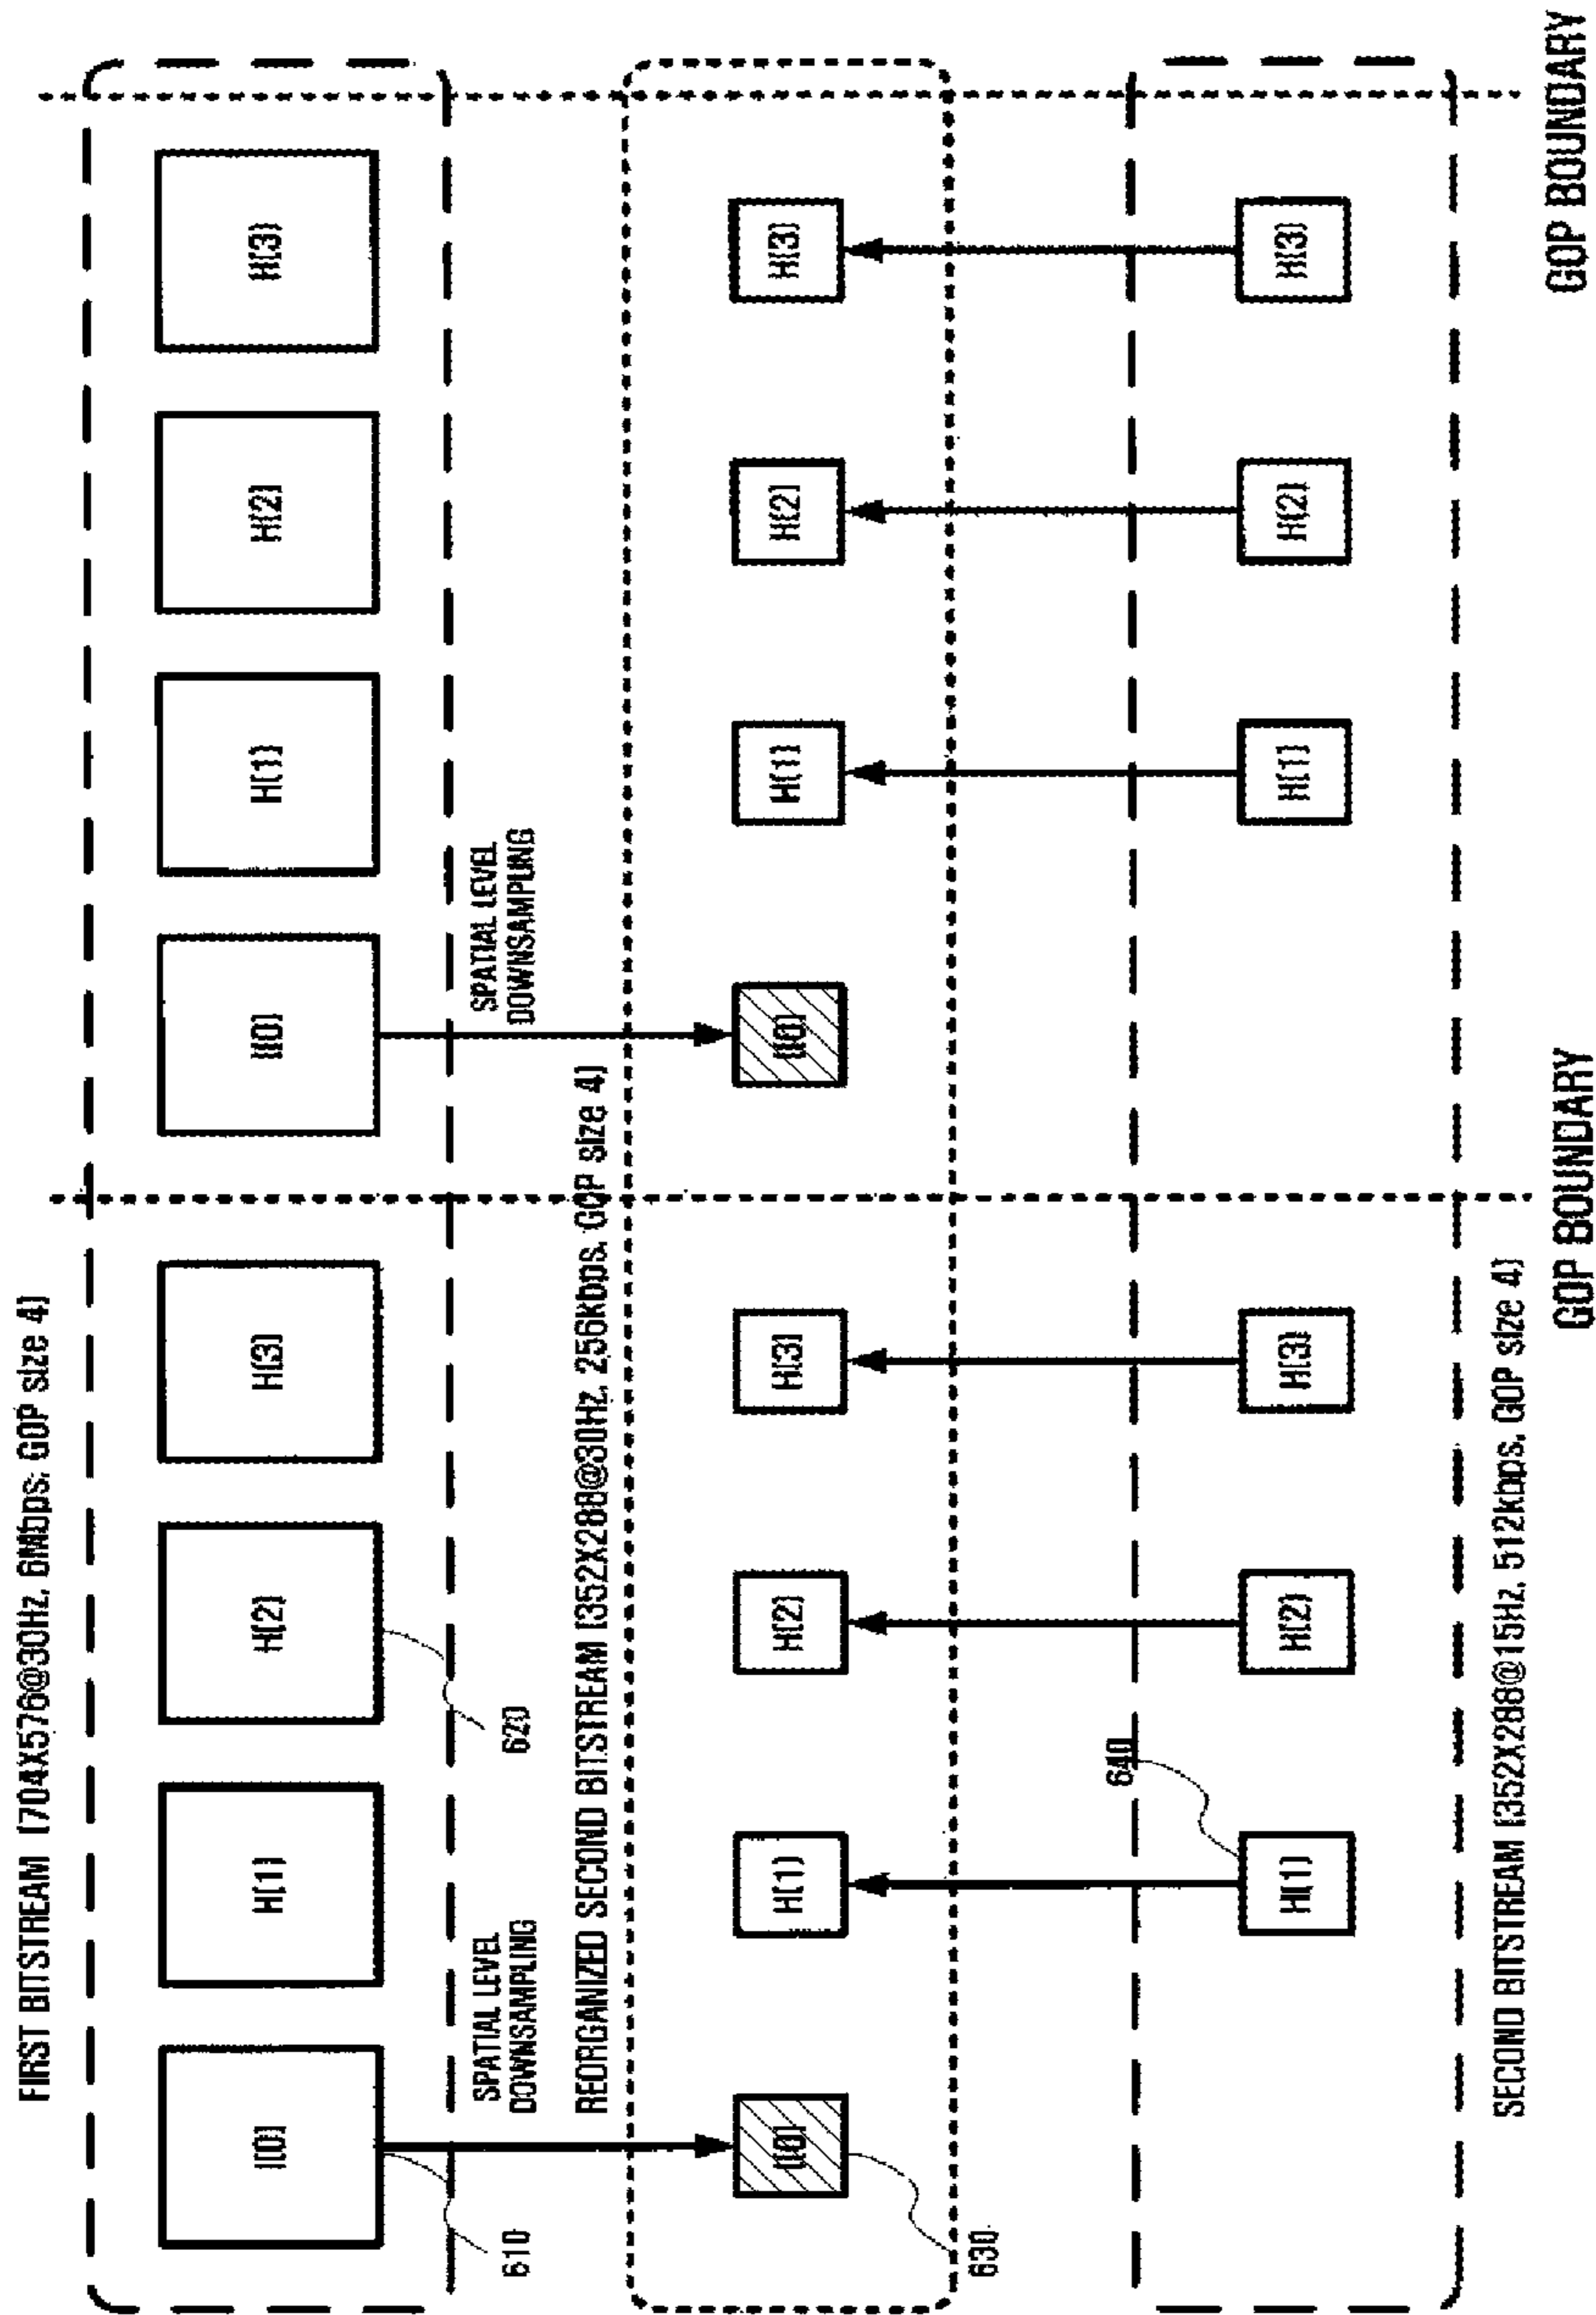 FIRST BITSTREAM [704X576@30Hz, 6Mbps, GOP size 4]
I(0)
H(1)
H(2)
H(3)
I(0)
H(1)
H(2)
H(3)
610
620
SPATIAL LEVEL
DOWNSAMPLING
SPATIAL LEVEL
DOWNSAMPLING
REORGANIZED SECOND BITSTREAM [352X288@30Hz, 256kbps, GOP size 4]
I(0)
H(1)
H(2)
H(3)
I(0)
H(1)
H(2)
H(3)
630
640
H(1)
H(2)
H(3)
H(1)
H(2)
H(3)
SECOND BITSTREAM [352X288@15Hz, 512kbps, GOP size 4]
GOP BOUNDARY
GOP BOUNDARY